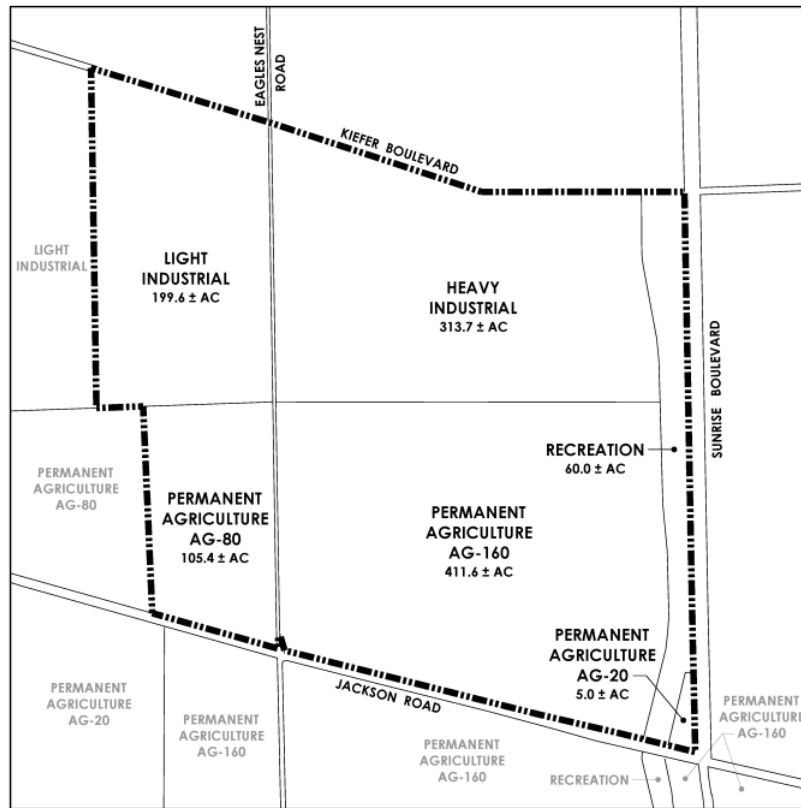 EAGLES NEST
ROAD
KIEFER BOULEVARD
LIGHT
INDUSTRIAL
LIGHT
INDUSTRIAL
199.6 ± AC
HEAVY
INDUSTRIAL
313.7 ± AC
SUNRISE BOULEVARD
RECREATION
60.0 ± AC
PERMANENT
AGRICULTURE
AG-80
PERMANENT
AGRICULTURE
AG-80
105.4 ± AC
PERMANENT
AGRICULTURE
AG-160
411.6 ± AC
PERMANENT
AGRICULTURE
AG-20
5.0 ± AC
JACKSON ROAD
PERMANENT
AGRICULTURE
AG-20
PERMANENT
AGRICULTURE
AG-160
PERMANENT
AGRICULTURE
AG-160
RECREATION
PERMANENT
AGRICULTURE
AG-160